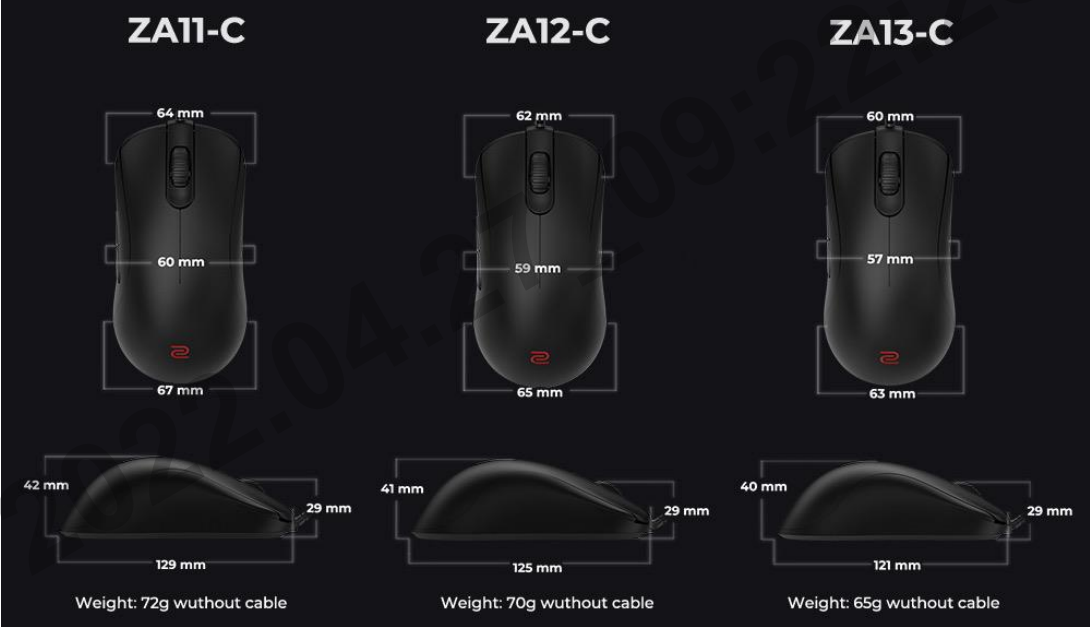 ZA11-C
ZA12-C
ZA13-C
64 mm
62 mm
60 mm
60 mm
59 mm
57 mm
67 mm
65 mm
63 mm
42 mm
29 mm
41 mm
29 mm
40 mm
29 mm
129 mm
125 mm
121 mm
Weight: 72g wuthout cable
Weight: 70g wuthout cable
Weight: 65g wuthout cable